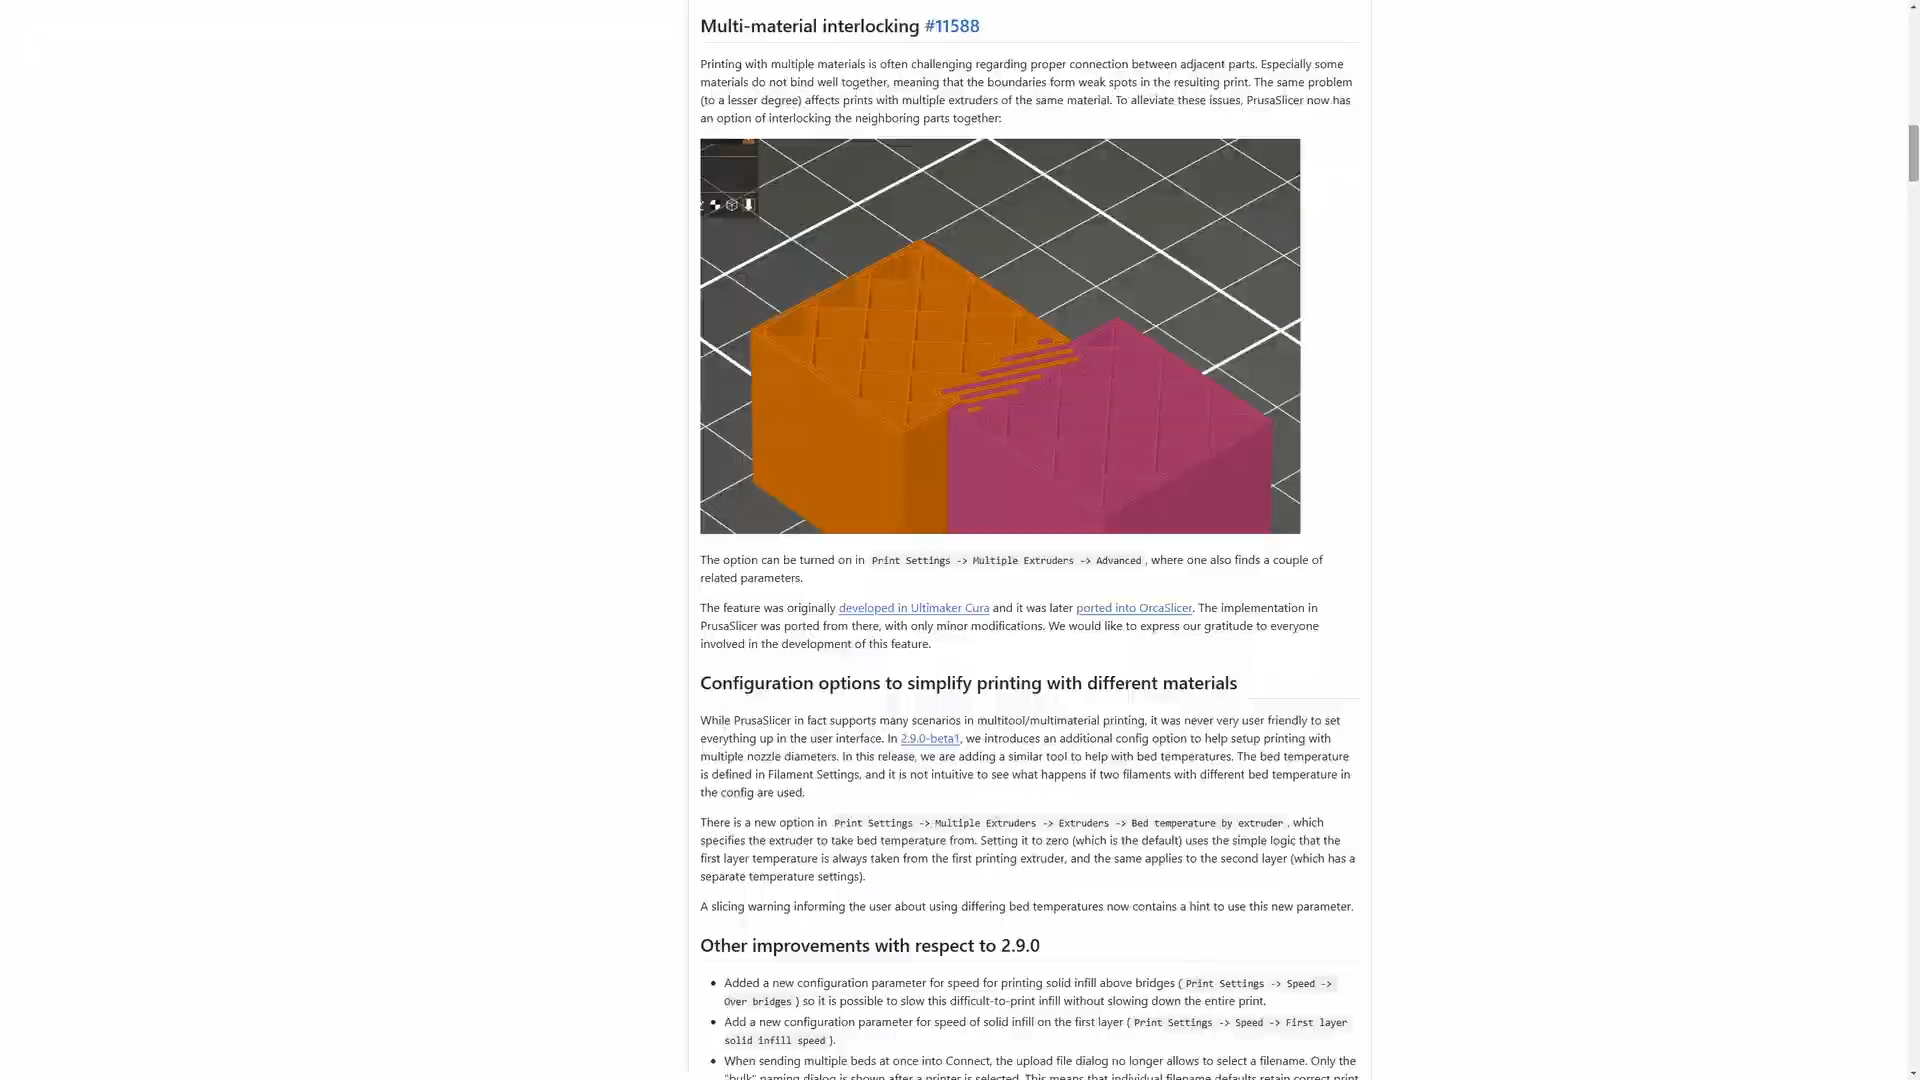 Multi-material interlocking #11588
Printing with multiple materials is often challenging regarding proper connection between adjacent parts. Especially some
materials do not bind well together, meaning that the boundaries form weak spots in the resulting print. The same problem
(to a lesser degree) affects prints with multiple extruders of the same material. To alleviate these issues, PrusaSlicer now has
an option of interlocking the neighboring parts together:
The option can be turned on in Print Settings -> Multiple Extruders -> Advanced, where one also finds a couple of
related parameters.
The feature was originally developed in Ultimaker Cura and it was later ported into OrcaSlicer. The implementation in
PrusaSlicer was ported from there, with only minor modifications. We would like to express our gratitude to everyone
involved in the development of this feature.
Configuration options to simplify printing with different materials
While PrusaSlicer in fact supports many scenarios in multitool/multimaterial printing, it was never very user friendly to set
everything up in the user interface. In 2.9.0-beta1, we introduces an additional config option to help setup printing with
multiple nozzle diameters. In this release, we are adding a similar tool to help with bed temperatures. The bed temperature
is defined in Filament Settings, and it is not intuitive to see what happens if two filaments with different bed temperature in
the config are used.
There is a new option in Print Settings -> Multiple Extruders -> Extruders -> Bed temperature by extruder, which
specifies the extruder to take bed temperature from. Setting it to zero (which is the default) uses the simple logic that the
first layer temperature is always taken from the first printing extruder, and the same applies to the second layer (which has a
separate temperature settings).
A slicing warning informing the user about using differing bed temperatures now contains a hint to use this new parameter.
Other improvements with respect to 2.9.0
• Added a new configuration parameter for speed for printing solid infill above bridges (Print Settings -> Speed ->
Over bridges) so it is possible to slow this difficult-to-print infill without slowing down the entire print.
• Add a new configuration parameter for speed of solid infill on the first layer (Print Settings -> Speed -> First layer
solid infill speed).
• When sending multiple beds at once into Connect, the upload file dialog no longer allows to select a filename. Only the
"bulk" naming dialog is shown after a printer is selected. This means that individual filename defaults retain correct print